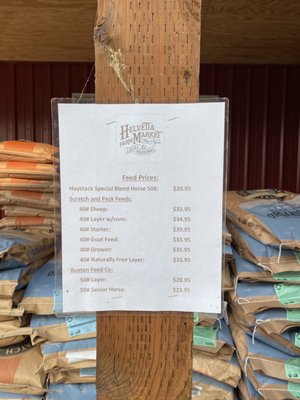 HELVETIA
FARM MARKET
LOCAL &
Feed Prices:
Haystack Special Blend Horse 50#: $20.95
Scratch and Peck Feeds:
40# Sheep: $33.95
40# Layer w/corn: $34.95
40# Starter: $39.95
40# Grower: $35.95
40# Goat Feed: $33.95
40# Naturally Free Layer: $33.95
Buxton Feed Co:
50# Layer: $28.95
50# Senior Horse: $25.95